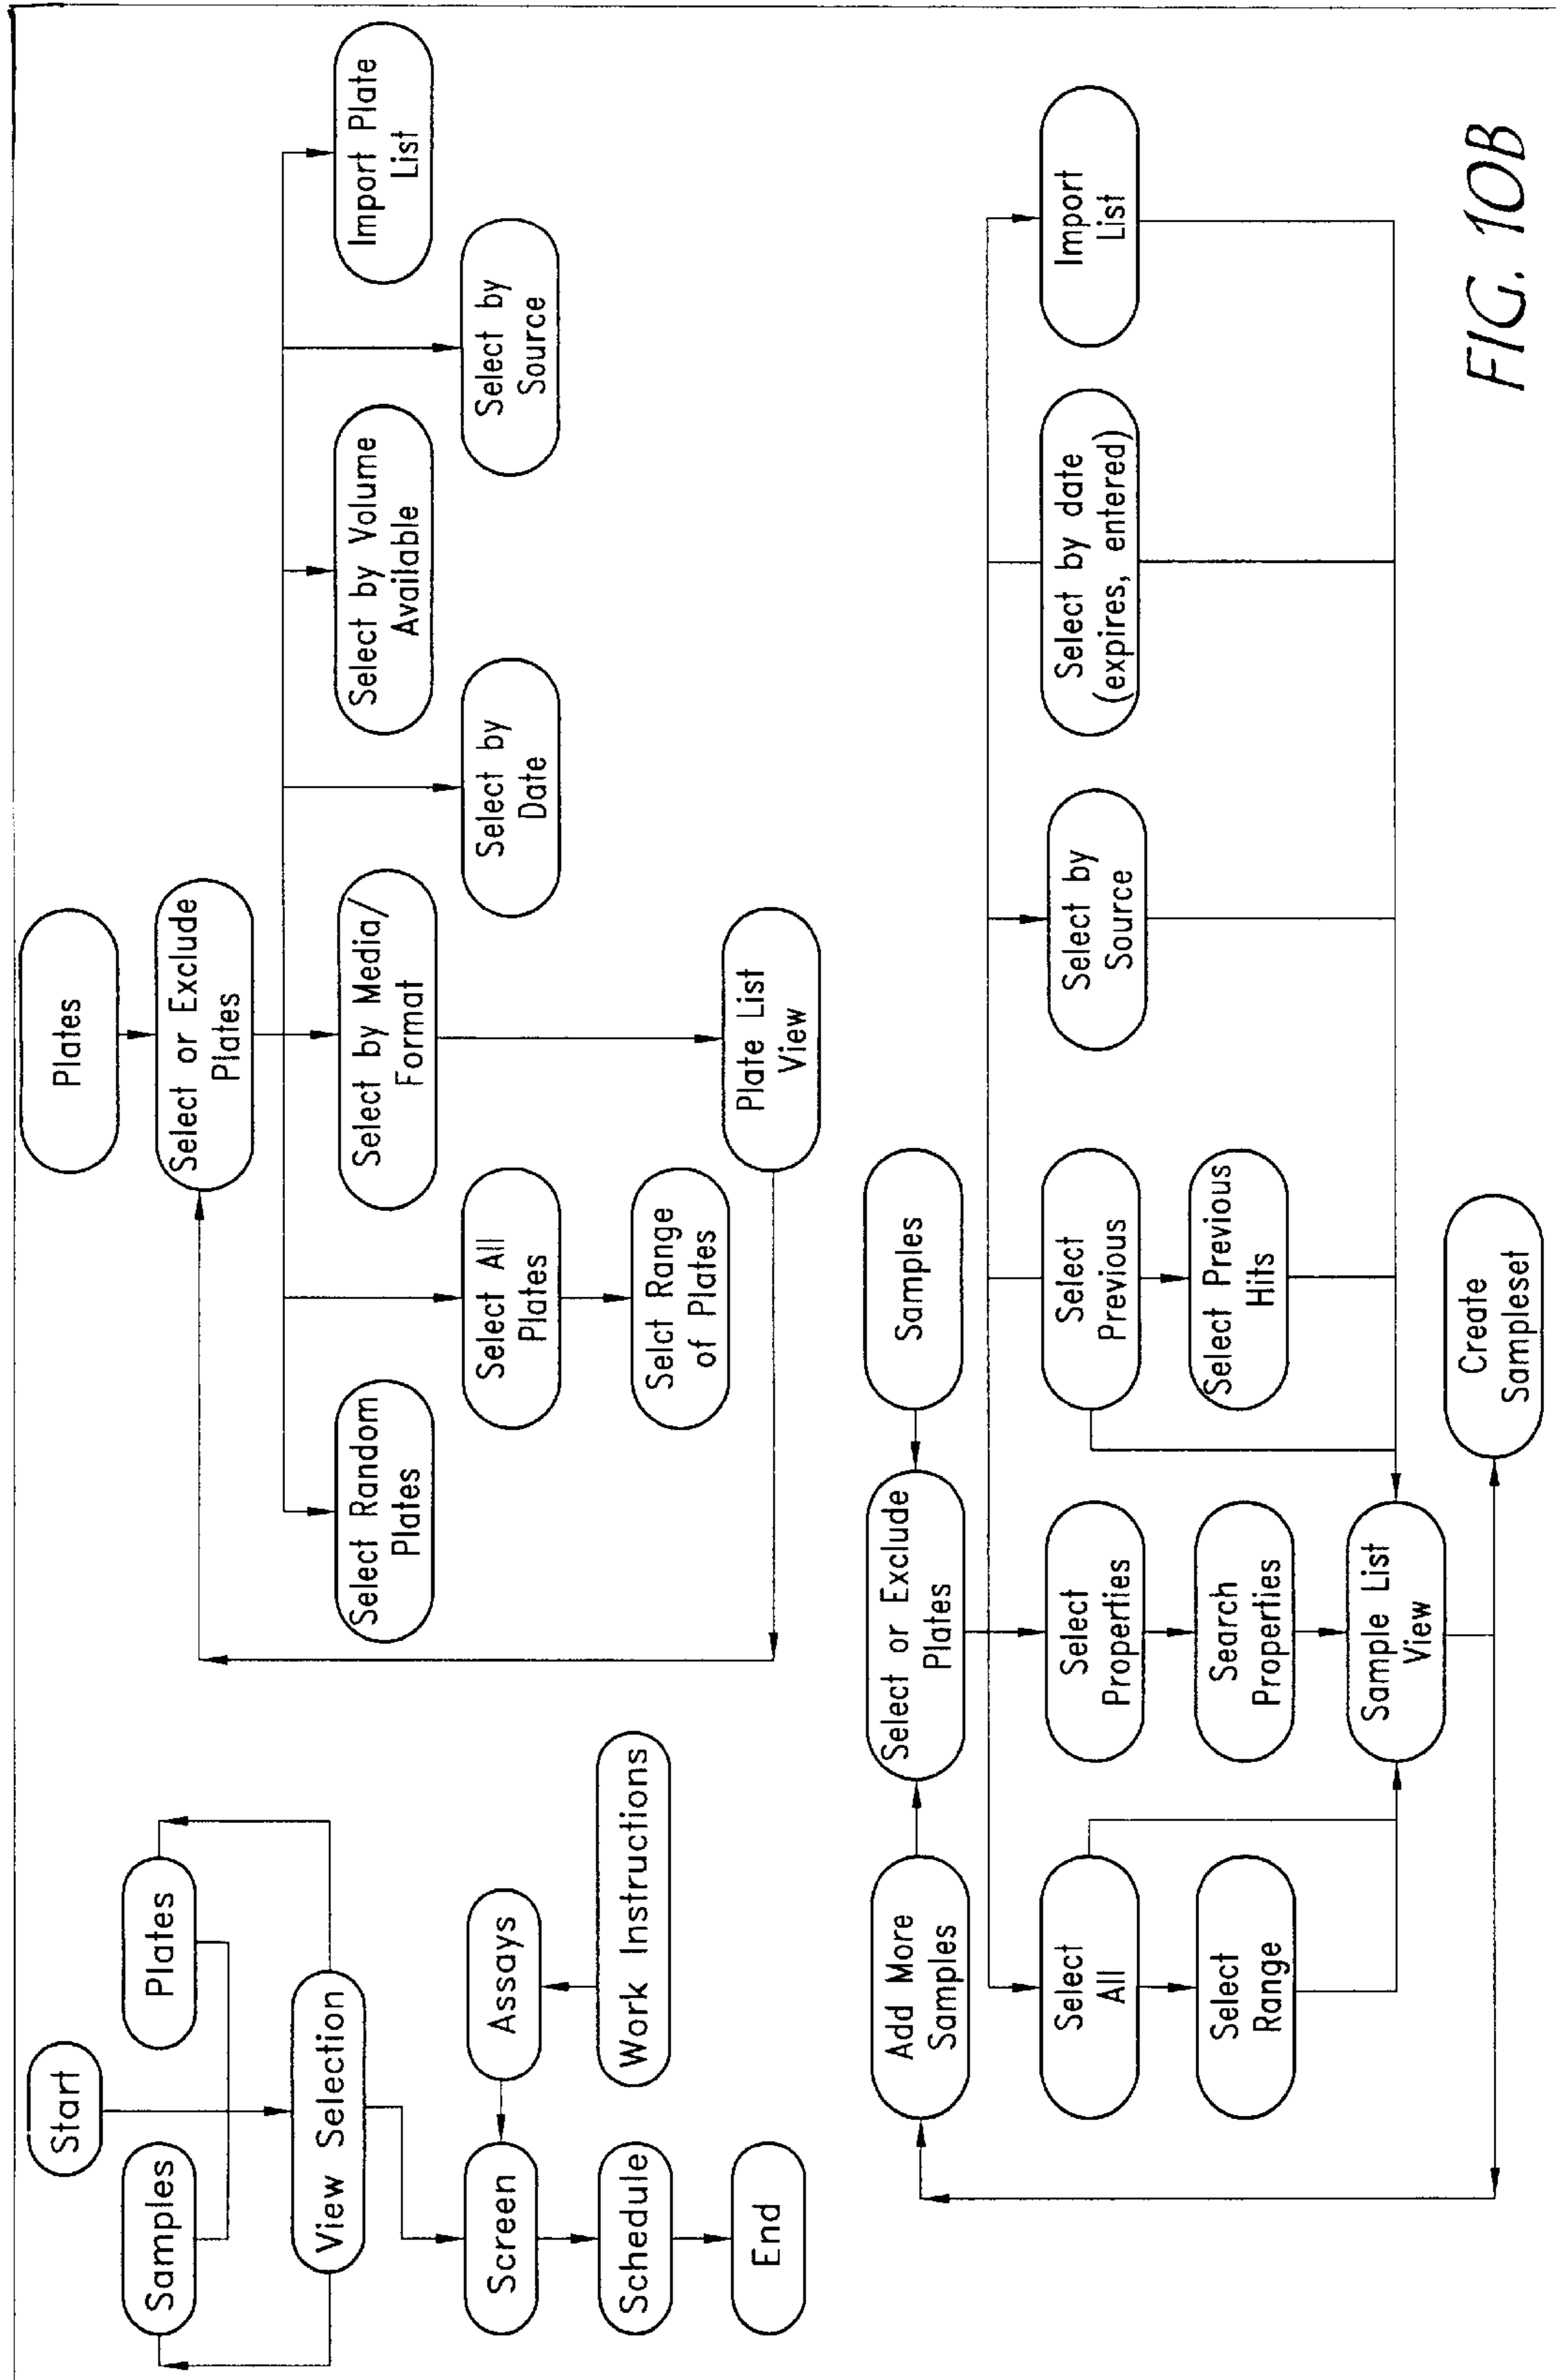 Start
Samples
Plates
View Selection
Screen
Assays
Schedule
Work Instructions
End
Plates
Select or Exclude
Plates
Select Random
Plates
Select by Media/
Format
Select by Volume
Available
Import Plate
List
Select All
Plates
Select by
Date
Select by
Source
Selct Range
of Plates
Plate List
View
Add More
Samples
Select or Exclude
Plates
Samples
Select
All
Select
Properties
Select
Previous
Select by
Source
Select by date
(expires, entered)
Import
List
Select
Range
Search
Properties
Select Previous
Hits
Sample List
View
Create
Sampleset
FIG. 10B